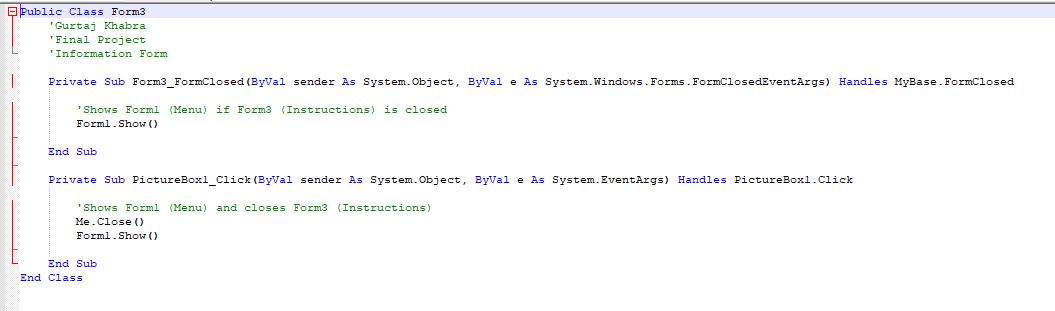 Public Class Form3
'Gurtaj Khabra
'Final Project
'Information Form
Private Sub Form3_FormClosed(ByVal sender As System.Object, ByVal e As System.Windows.Forms.FormClosedEventArgs) Handles MyBase.FormClosed
'Shows Form1 (Menu) if Form3 (Instructions) is closed
Form1.Show()
End Sub
Private Sub PictureBox1_Click(ByVal sender As System.Object, ByVal e As System.EventArgs) Handles PictureBox1.Click
'Shows Form1 (Menu) and closes Form3 (Instructions)
Me.Close()
Form1.Show()
End Sub
End Class